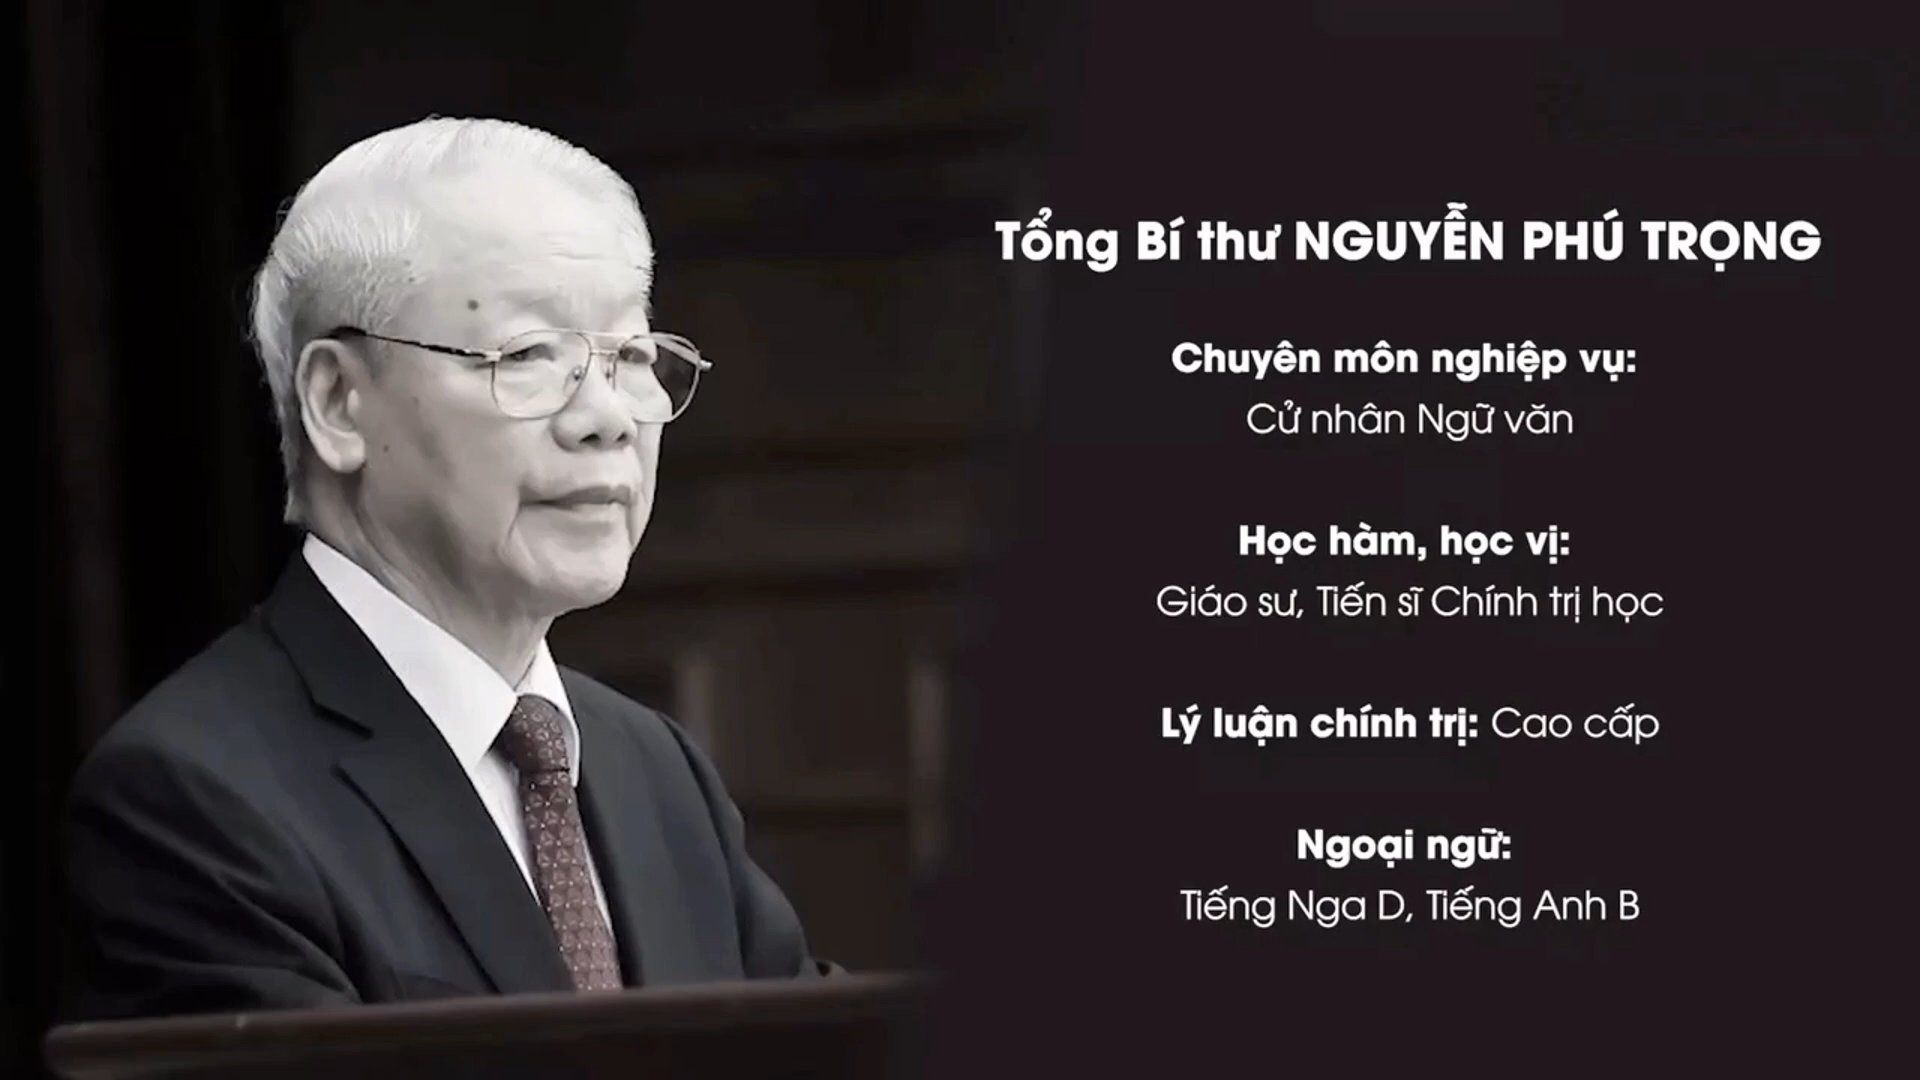 Tổng Bí thư NGUYỄN PHÚ TRỌNG
Chuyên môn nghiệp vụ:
Cử nhân Ngữ văn
Học hàm, học vị:
Giáo sư, Tiến sĩ Chính trị học
Lý luận chính trị: Cao cấp
Ngoại ngữ:
Tiếng Nga D, Tiếng Anh B